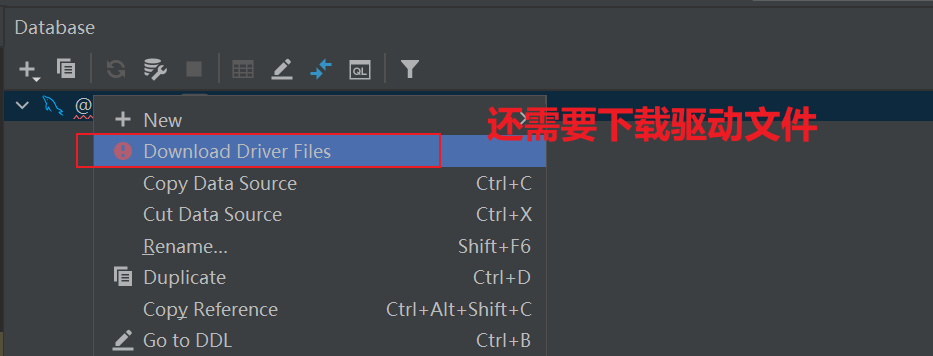 Database
QL
@
New
还需要下载驱动文件
Download Driver Files
Copy Data Source Ctrl+C
Cut Data Source Ctrl+X
Rename... Shift+F6
Duplicate Ctrl+D
Copy Reference Ctrl+Alt+Shift+C
Go to DDL Ctrl+B